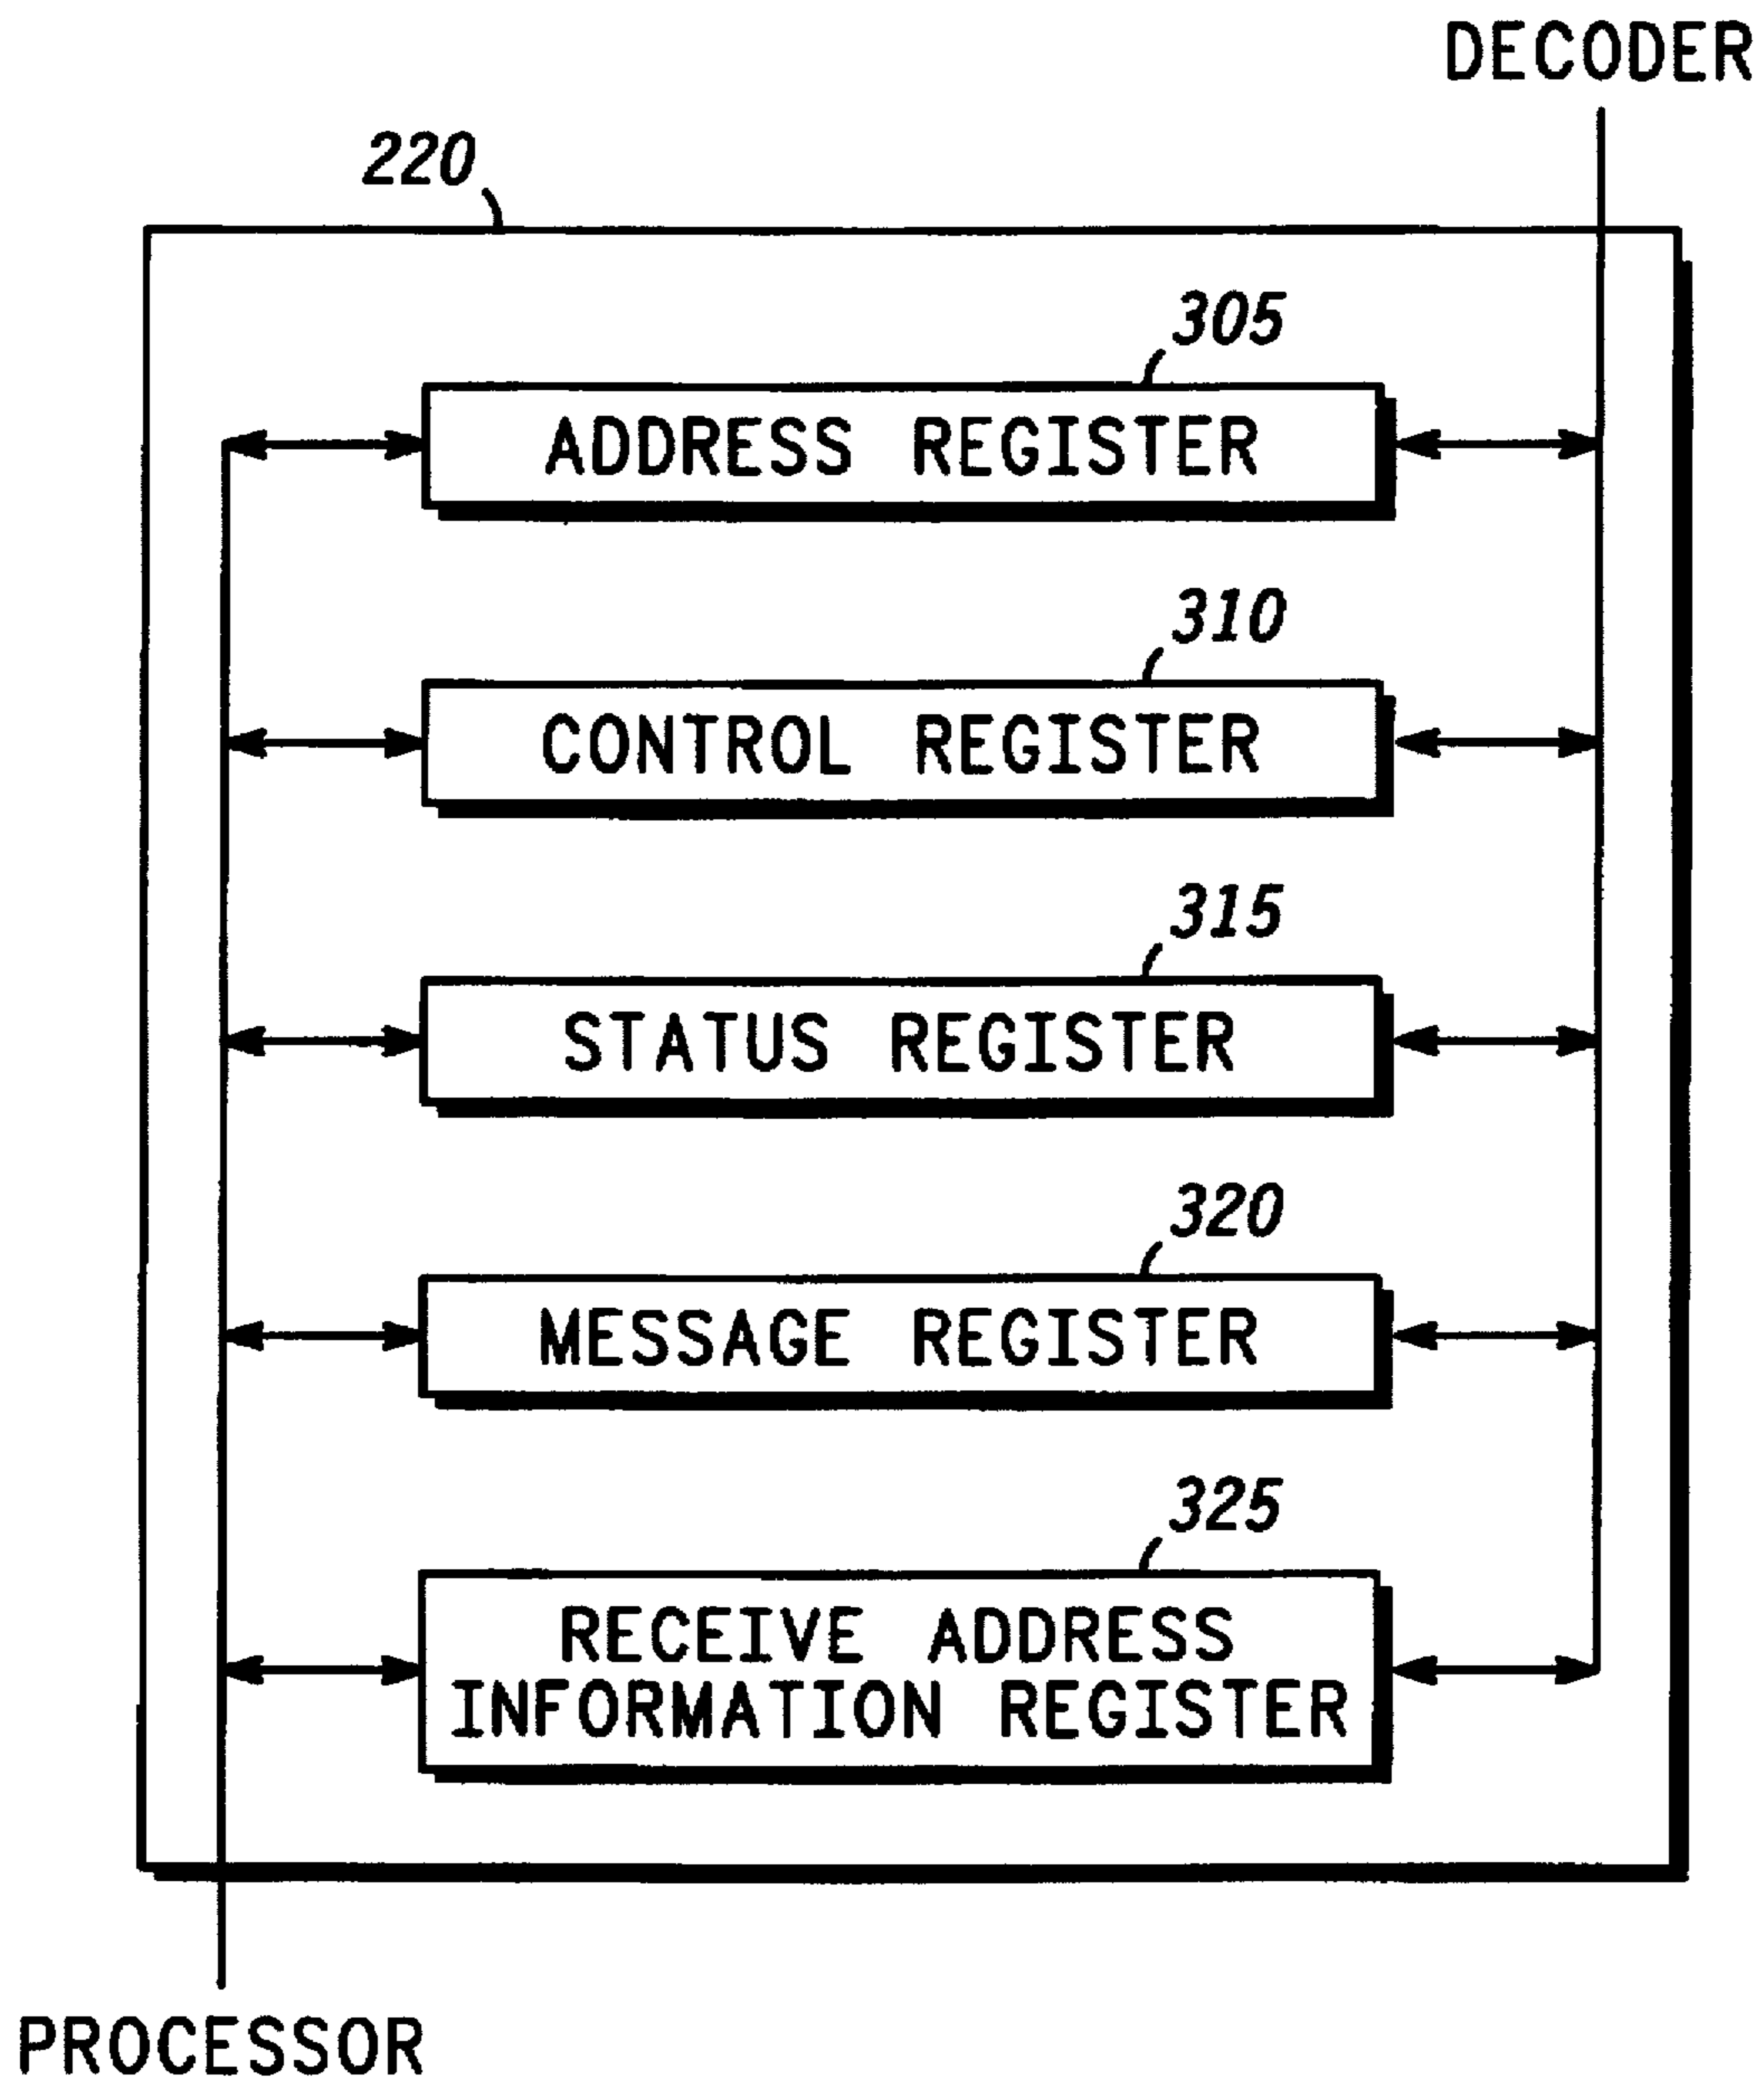 DECODER
220
305
ADDRESS REGISTER
310
CONTROL REGISTER
315
STATUS REGISTER
320
MESSAGE REGISTER
325
RECEIVE ADDRESS
INFORMATION REGISTER
PROCESSOR